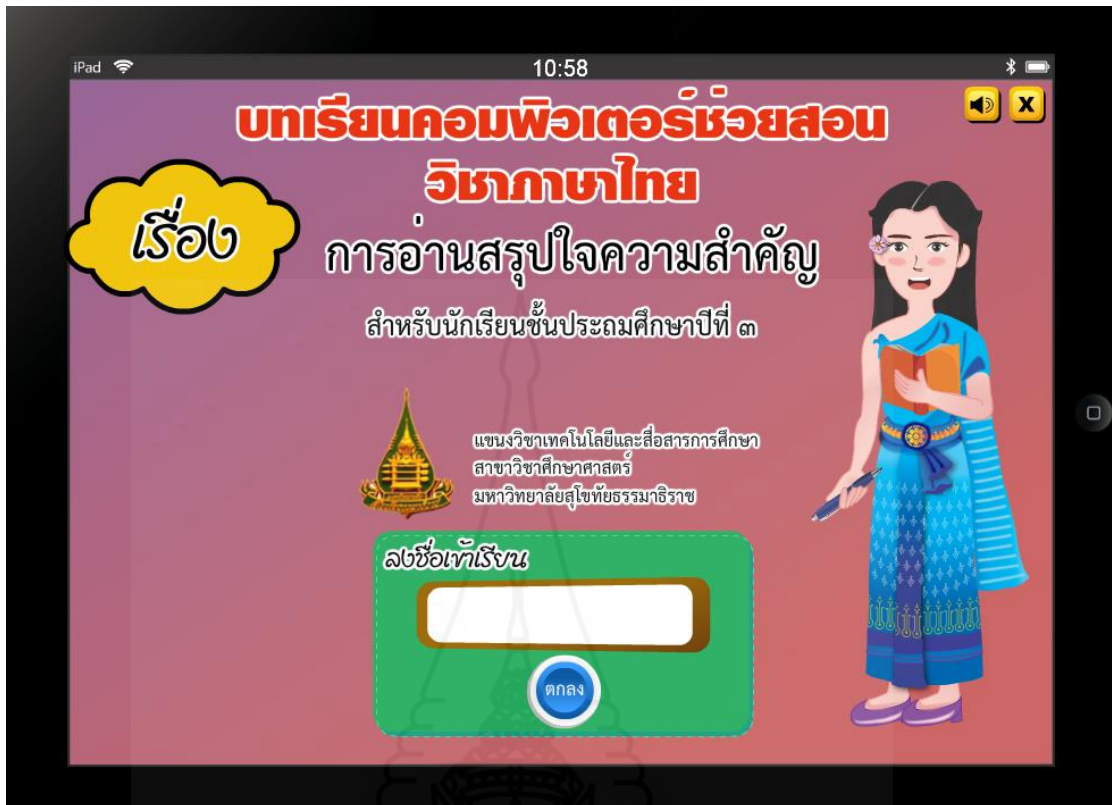 iPad
10:58
บทเรียนคอมพิวเตอร์ช่วยสอน
X
วิชาภาษาไทย
เรื่อง
การอ่านสรุปใจความสำคัญ
สำหรับนักเรียนชั้นประถมศึกษาปีที่ ๓
แขนงวิชาเทคโนโลยีและสื่อสารการศึกษา
สาขาวิชาศึกษาศาสตร์
มหาวิทยาลัยสุโขทัยธรรมาธิราช
ลงชื่อเข้าเรียน
ตกลง